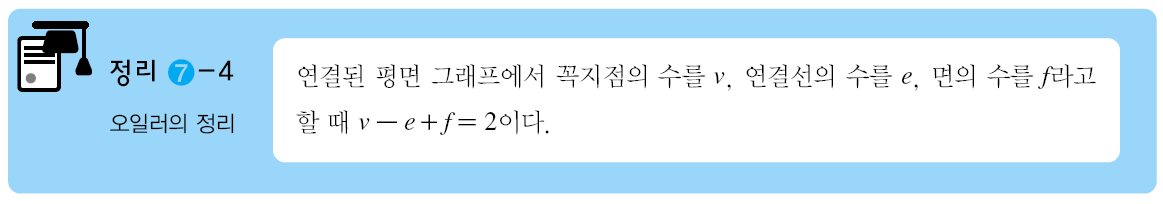 정리 7-4
오일러의 정리
연결된 평면 그래프에서 꼭지점의 수를 v, 연결선의 수를 e, 면의 수를 f라고
할 때 v − e + f = 2이다.